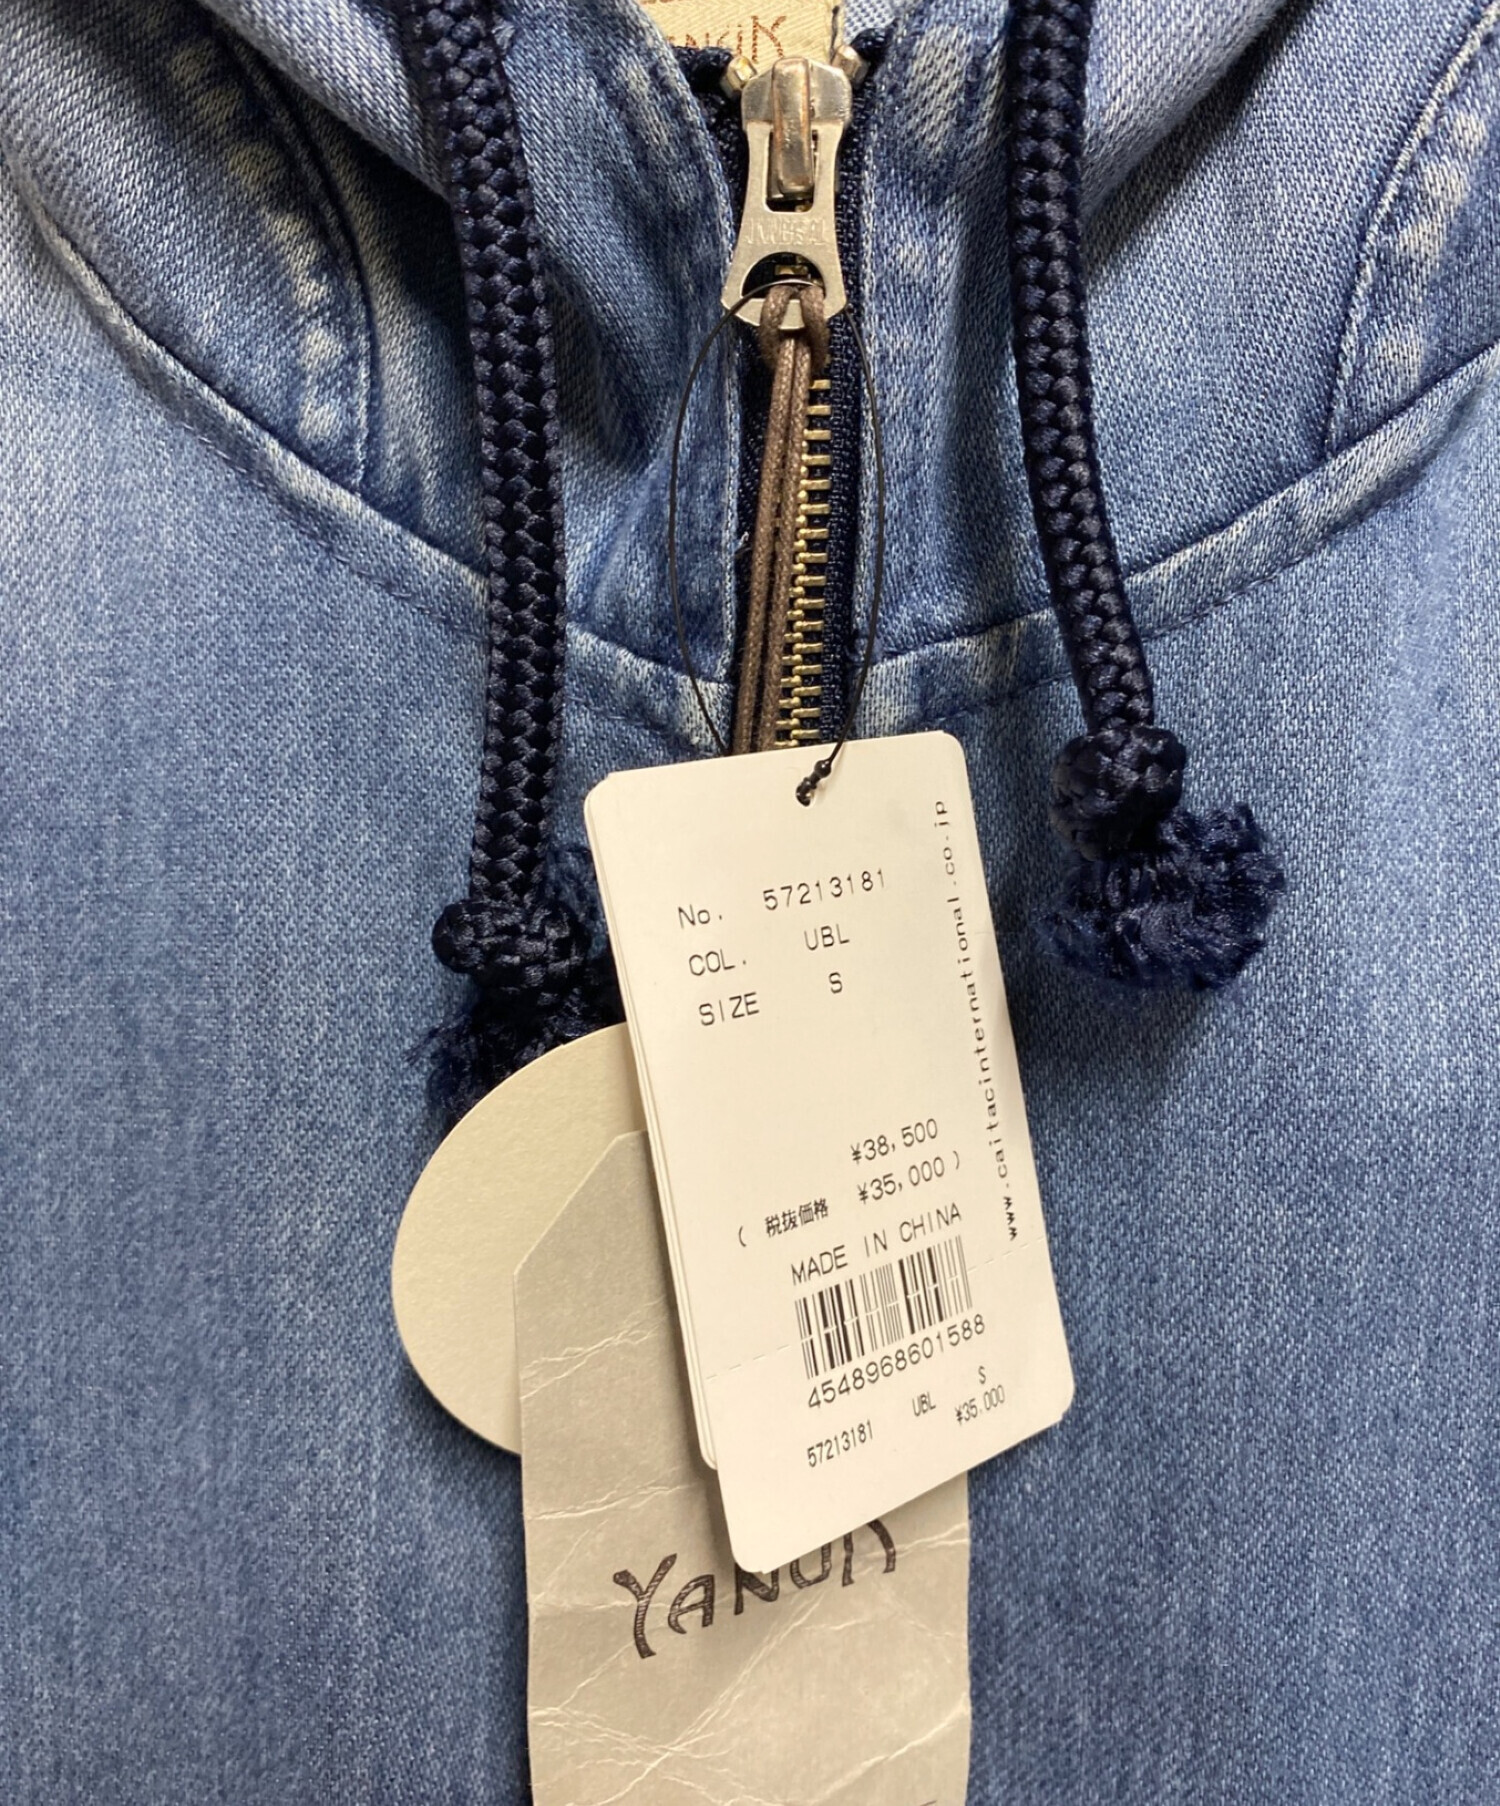 UNIVERSAL
No. 57213181
COL. UBL
SIZE S
¥38,500
( 税抜価格 ¥35,000 )
MADE IN CHINA
4548968601588
57213181 UBL S
¥35,000
www.caitacinternational.co.jp
YANUK